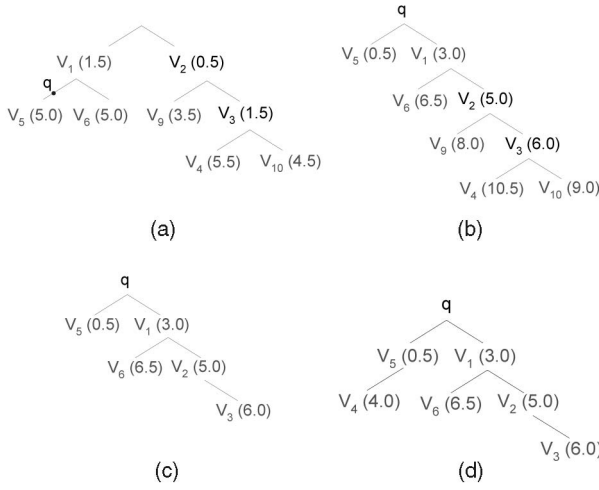 V₁ (1.5) V₂ (0.5)
q
V₅ (5.0) V₆ (5.0) V₉ (3.5) V₃ (1.5)
V₄ (5.5) V₁₀ (4.5)
(a)
q
V₅ (0.5) V₁ (3.0)
V₆ (6.5) V₂ (5.0)
V₉ (8.0) V₃ (6.0)
V₄ (10.5) V₁₀ (9.0)
(b)
q
V₅ (0.5) V₁ (3.0)
V₆ (6.5) V₂ (5.0)
V₃ (6.0)
(c)
q
V₅ (0.5) V₁ (3.0)
V₄ (4.0) V₆ (6.5) V₂ (5.0)
V₃ (6.0)
(d)